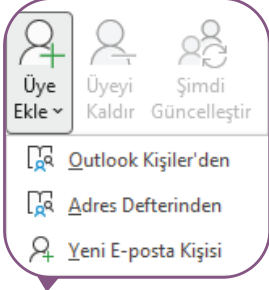 Üye Ekle
Üyeyi Kaldır
Şimdi Güncelleştir
Outlook Kişiler'den
Adres Defterinden
Yeni E-posta Kişisi